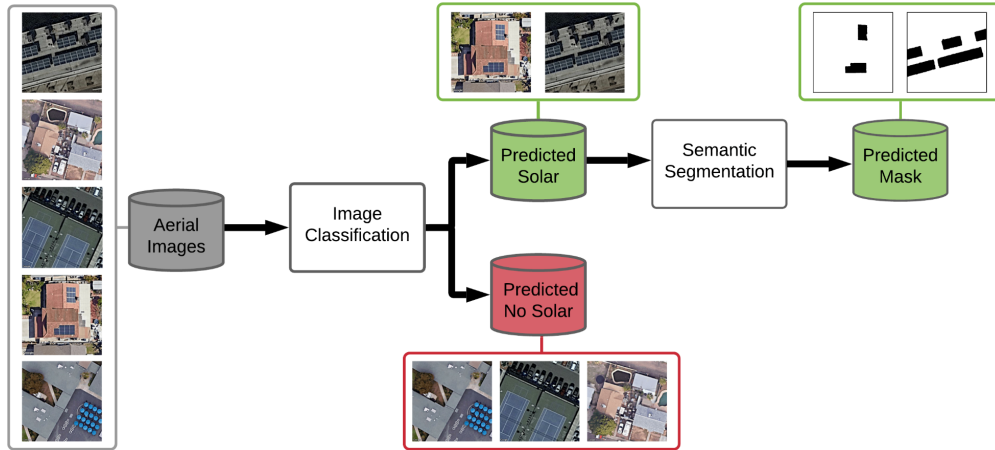 Aerial
Images
Image
Classification
Predicted
Solar
Semantic
Segmentation
Predicted
Mask
Predicted
No Solar